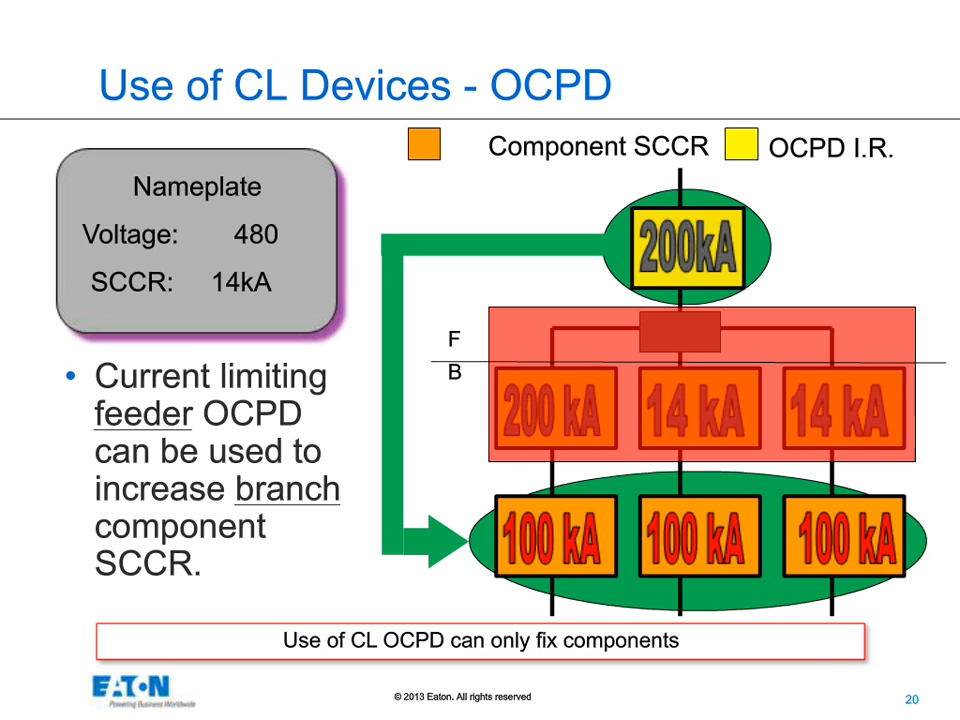 Use of CL Devices - OCPD
Component SCCR
OCPD I.R.
Nameplate
Voltage: 480
SCCR: 14kA
200kA
F
B
200 kA
14 kA
14 kA
• Current limiting
feeder OCPD
can be used to
increase branch
component
SCCR.
100 kA
100 kA
100 kA
Use of CL OCPD can only fix components
EATON
Powering Business Worldwide
© 2013 Eaton. All rights reserved
20